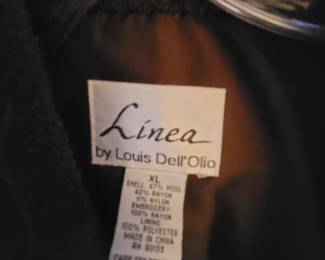 Linea
by Louis Dell'Olio
XL
SHELL: 47% WOOL
42% RAYON
11% NYLON
EMBROIDERY:
100% RAYON
LINING:
100% POLYESTER
MADE IN CHINA
RN 90133